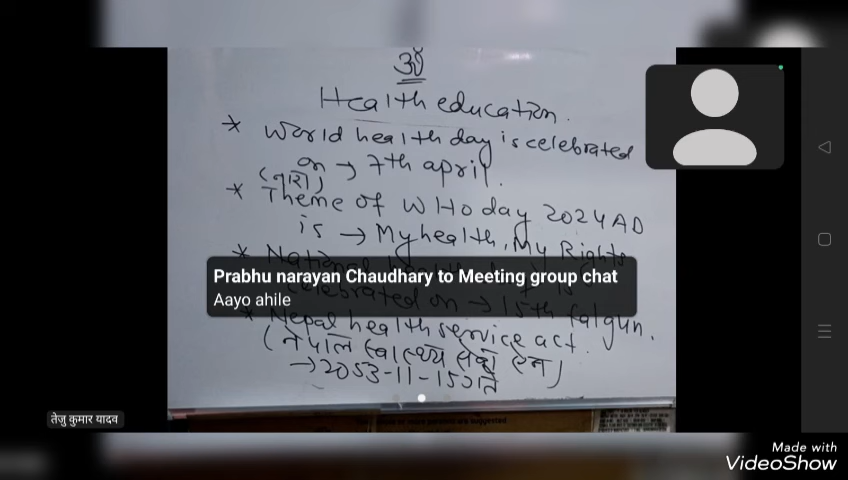 ॐ
Health education.
* World health day is celebrated
on → 7th april.
(नारा)
* Theme of WHO day 2024 AD
is → My health, My Rights
* National health
Prabhu narayan Chaudhary to Meeting group chat
Aayo ahile
celebrated on → 15th falgun.
* Nepal health service act.
(नेपाल स्वास्थ्य सेवा ऐन)
→ 2053-11-15 गते
तेजु कुमार यादव
Made with
VideoShow